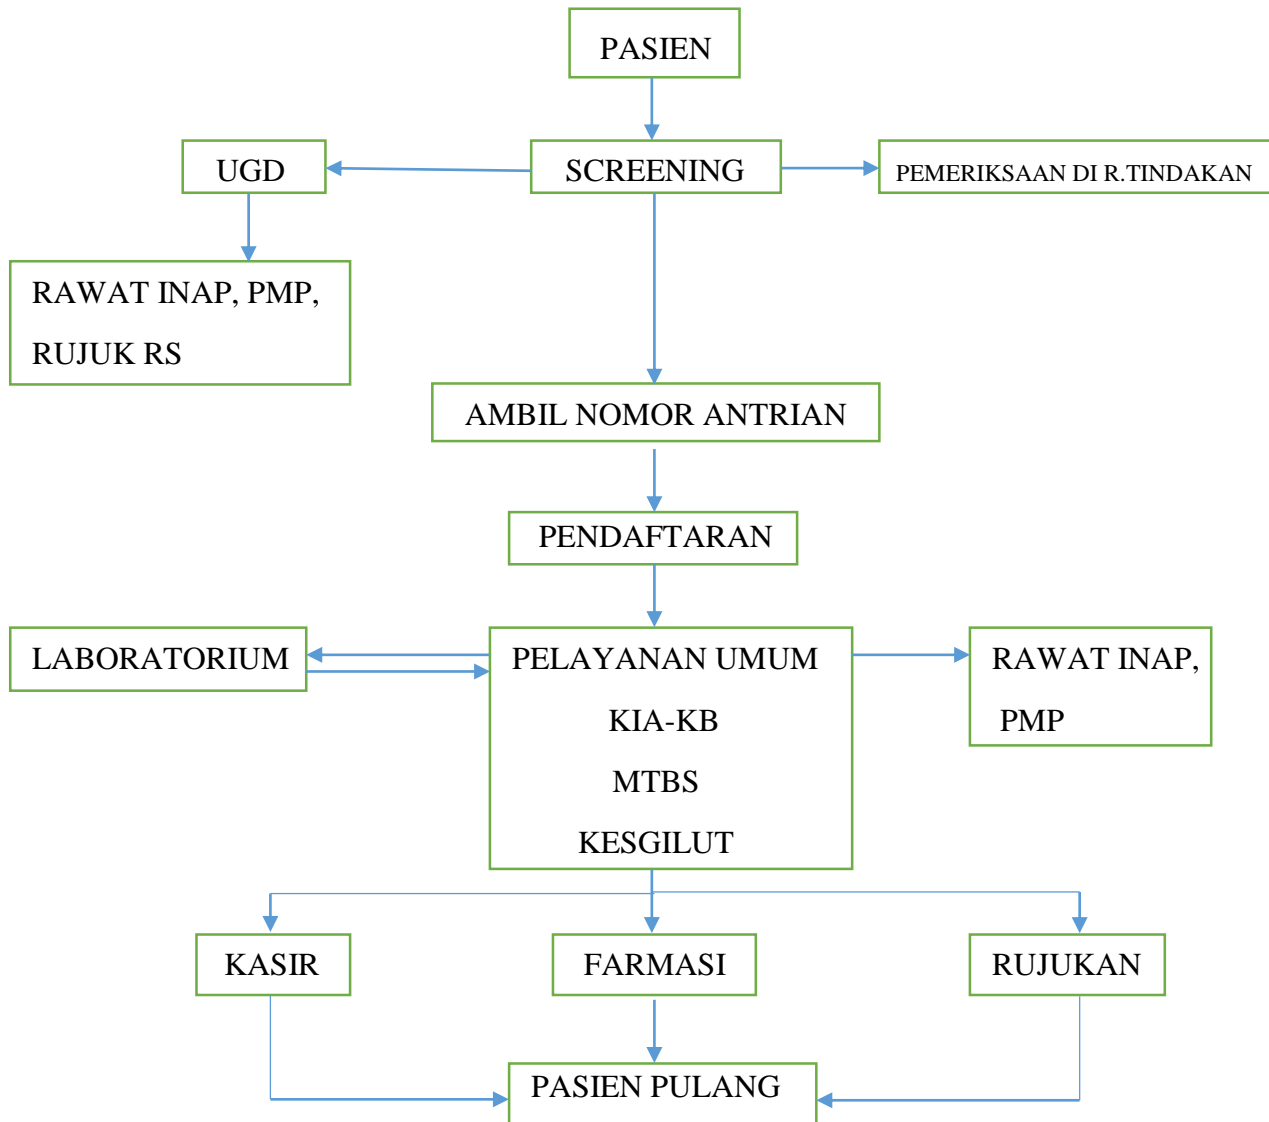 PASIEN
UGD
SCREENING
PEMERIKSAAN DI R.TINDAKAN
RAWAT INAP, PMP,
RUJUK RS
AMBIL NOMOR ANTRIAN
PENDAFTARAN
LABORATORIUM
PELAYANAN UMUM
KIA-KB
MTBS
KESGILUT
RAWAT INAP,
PMP
KASIR
FARMASI
RUJUKAN
PASIEN PULANG